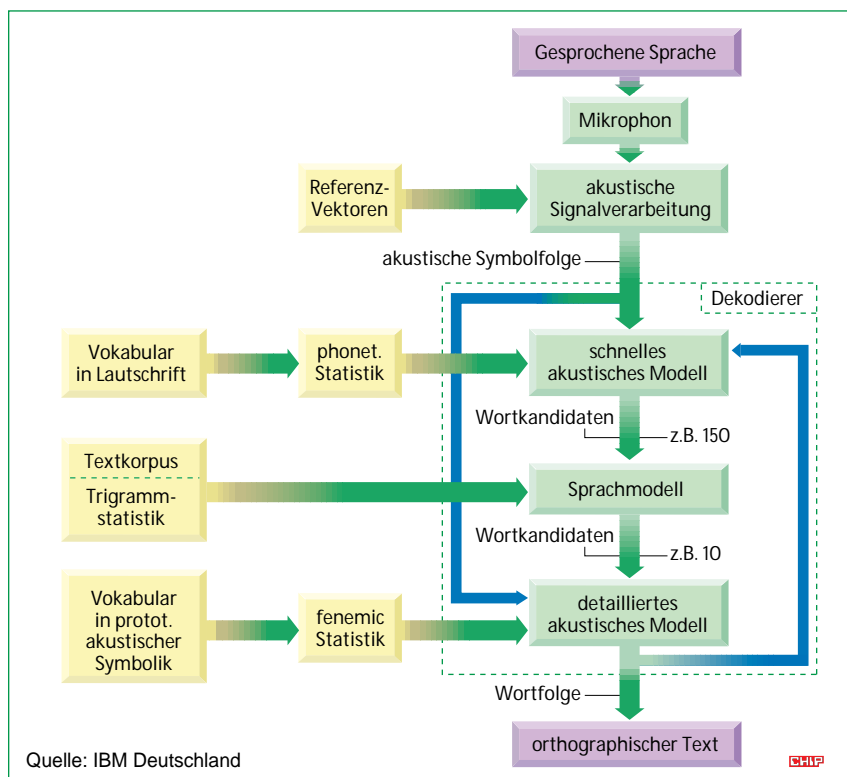 Gesprochene Sprache
Mikrophon
Referenz-
Vektoren
akustische
Signalverarbeitung
akustische Symbolfolge
Dekodierer
Vokabular
in Lautschrift
phonet.
Statistik
schnelles
akustisches Modell
Wortkandidaten
z.B. 150
Textkorpus
Trigramm-
statistik
Sprachmodell
Wortkandidaten
z.B. 10
Vokabular
in protot.
akustischer
Symbolik
fenemic
Statistik
detailliertes
akustisches Modell
Wortfolge
orthographischer Text
Quelle: IBM Deutschland
CHIP